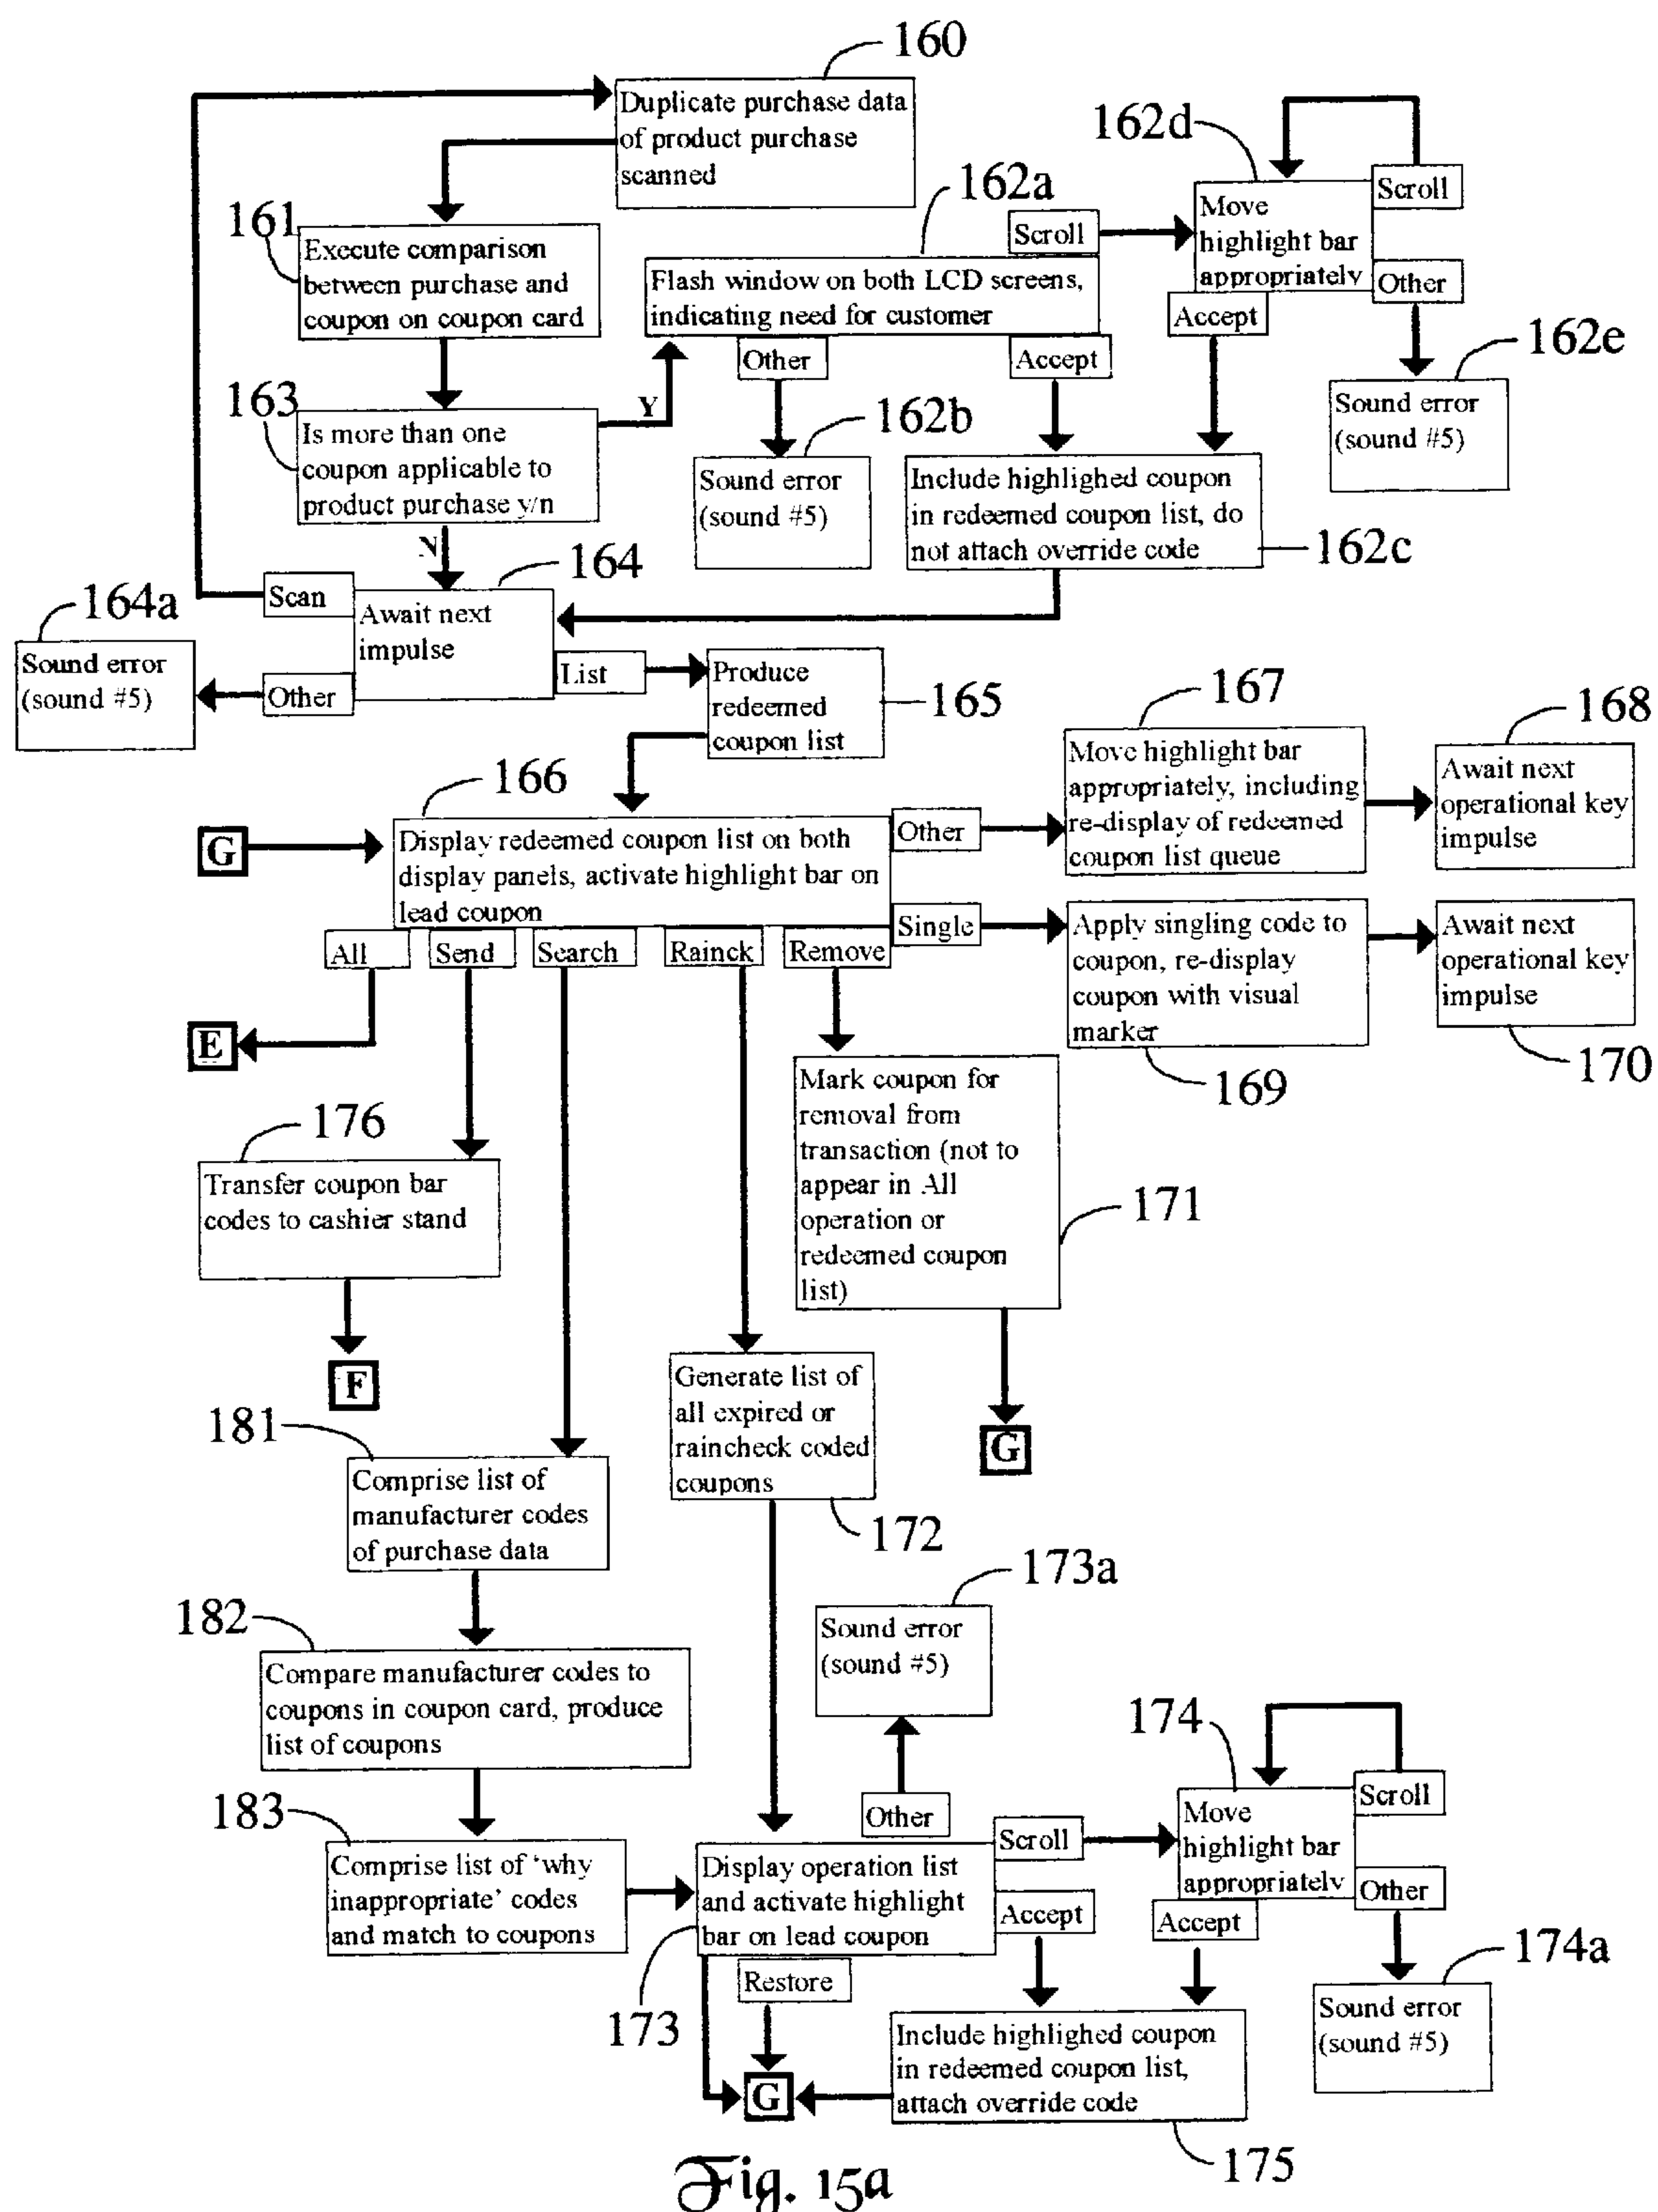 160
Duplicate purchase data
of product purchase
scanned
162d
Scroll
162a
Scroll
Move
highlight bar
appropriately
161
Execute comparison
between purchase and
coupon on coupon card
Flash window on both LCD screens,
indicating need for customer
Other
Accept
Accept
Other
162e
Sound error
(sound #5)
163
Is more than one
coupon applicable to
product purchase y/n
Y
162b
Sound error
(sound #5)
Include highlighed coupon
in redeemed coupon list, do
not attach override code
162c
N
164
Scan
Await next
impulse
164a
Sound error
(sound #5)
Other
List
Produce
redeemed
coupon list
165
167
168
Move highlight bar
appropriately, including
re-display of redeemed
coupon list queue
Await next
operational key
impulse
166
G
Display redeemed coupon list on both
display panels, activate highlight bar on
lead coupon
Other
Single
All
Send
Search
Rainck
Remove
Apply singling code to
coupon, re-display
coupon with visual
marker
Await next
operational key
impulse
169
170
E
Mark coupon for
removal from
transaction (not to
appear in All
operation or
redeemed coupon
list)
171
176
Transfer coupon bar
codes to cashier stand
F
Generate list of
all expired or
raincheck coded
coupons
172
G
181
Comprise list of
manufacturer codes
of purchase data
173a
Sound error
(sound #5)
182
Compare manufacturer codes to
coupons in coupon card, produce
list of coupons
174
Scroll
Other
Scroll
Move
highlight bar
appropriately
183
Comprise list of 'why
inappropriate' codes
and match to coupons
Display operation list
and activate highlight
bar on lead coupon
Accept
Accept
Other
174a
Sound error
(sound #5)
Restore
173
G
Include highlighed coupon
in redeemed coupon list,
attach override code
175
Fig. 15a